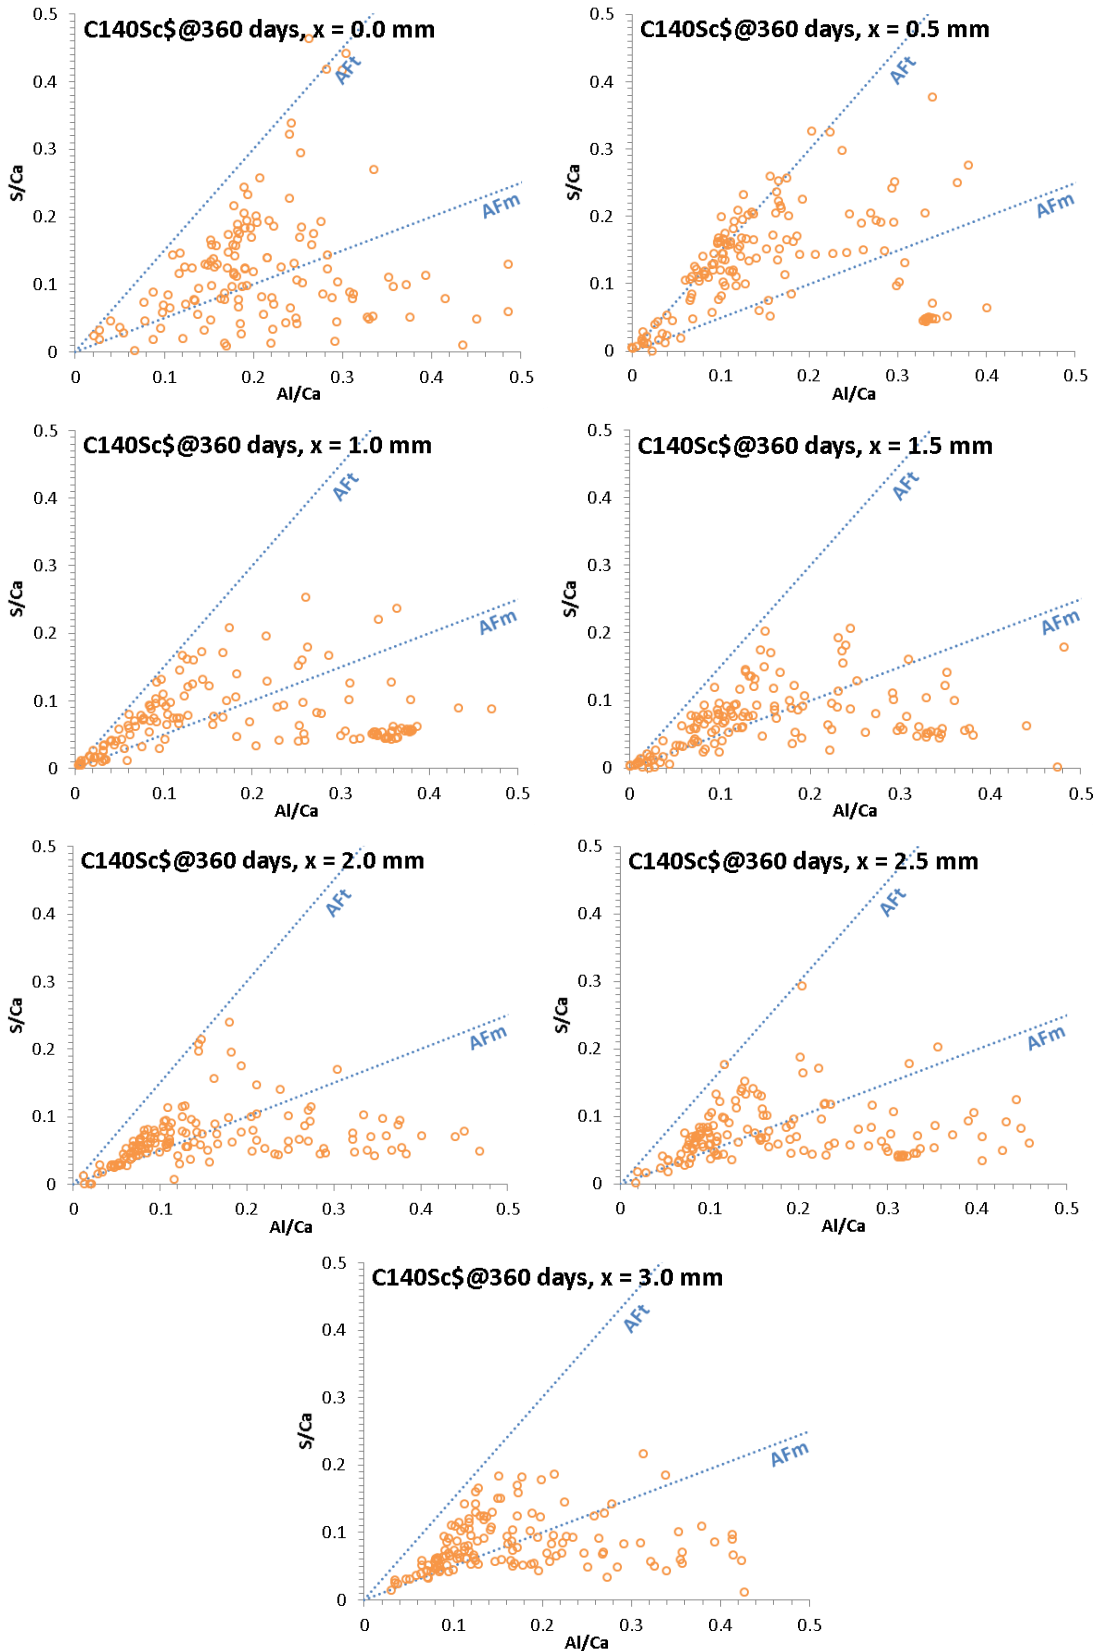 C140Sc$@360 days, x = 0.0 mm
0.5
0.4
0.3
0.2
0.1
0
S/Ca
AFt
AFm
0 0.1 0.2 0.3 0.4 0.5
Al/Ca
C140Sc$@360 days, x = 0.5 mm
0.5
0.4
0.3
0.2
0.1
0
S/Ca
AFt
AFm
0 0.1 0.2 0.3 0.4 0.5
Al/Ca
C140Sc$@360 days, x = 1.0 mm
0.5
0.4
0.3
0.2
0.1
0
S/Ca
AFt
AFm
0 0.1 0.2 0.3 0.4 0.5
Al/Ca
C140Sc$@360 days, x = 1.5 mm
0.5
0.4
0.3
0.2
0.1
0
S/Ca
AFt
AFm
0 0.1 0.2 0.3 0.4 0.5
Al/Ca
C140Sc$@360 days, x = 2.0 mm
0.5
0.4
0.3
0.2
0.1
0
S/Ca
AFt
AFm
0 0.1 0.2 0.3 0.4 0.5
Al/Ca
C140Sc$@360 days, x = 2.5 mm
0.5
0.4
0.3
0.2
0.1
0
S/Ca
AFt
AFm
0 0.1 0.2 0.3 0.4 0.5
Al/Ca
C140Sc$@360 days, x = 3.0 mm
0.5
0.4
0.3
0.2
0.1
0
S/Ca
AFt
AFm
0 0.1 0.2 0.3 0.4 0.5
Al/Ca